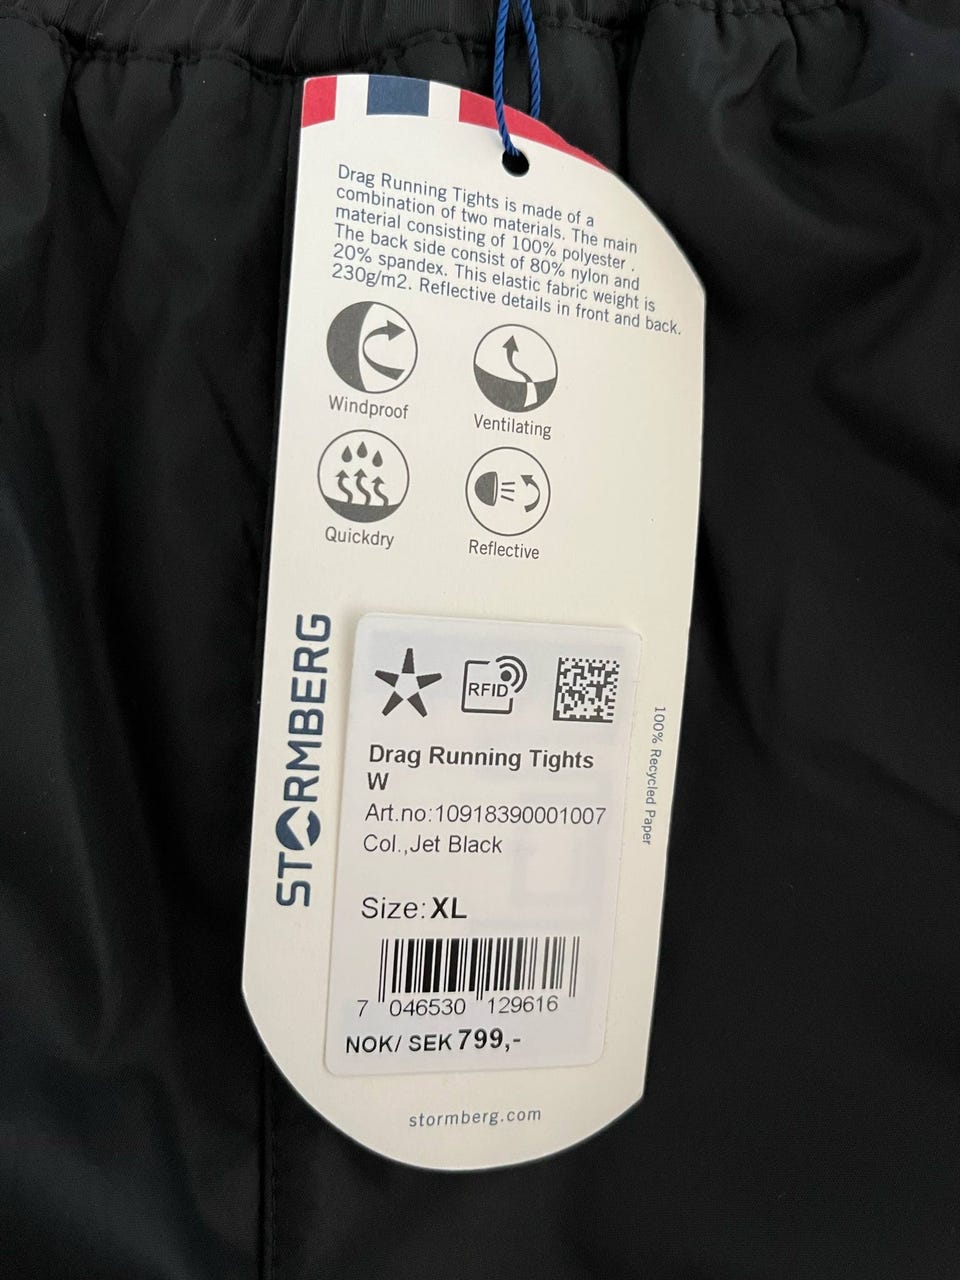 Drag Running Tights is made of a
combination of two materials. The main
material consisting of 100% polyester .
The back side consist of 80% nylon and
20% spandex. This elastic fabric weight is
230g/m2. Reflective details in front and back.
Windproof
Ventilating
Quickdry
Reflective
STORMBERG
RFID
Drag Running Tights
W
Art.no:10918390001007
Col.,Jet Black
Size:XL
7 046530 129616
NOK/ SEK 799,-
100% Recycled Paper
stormberg.com